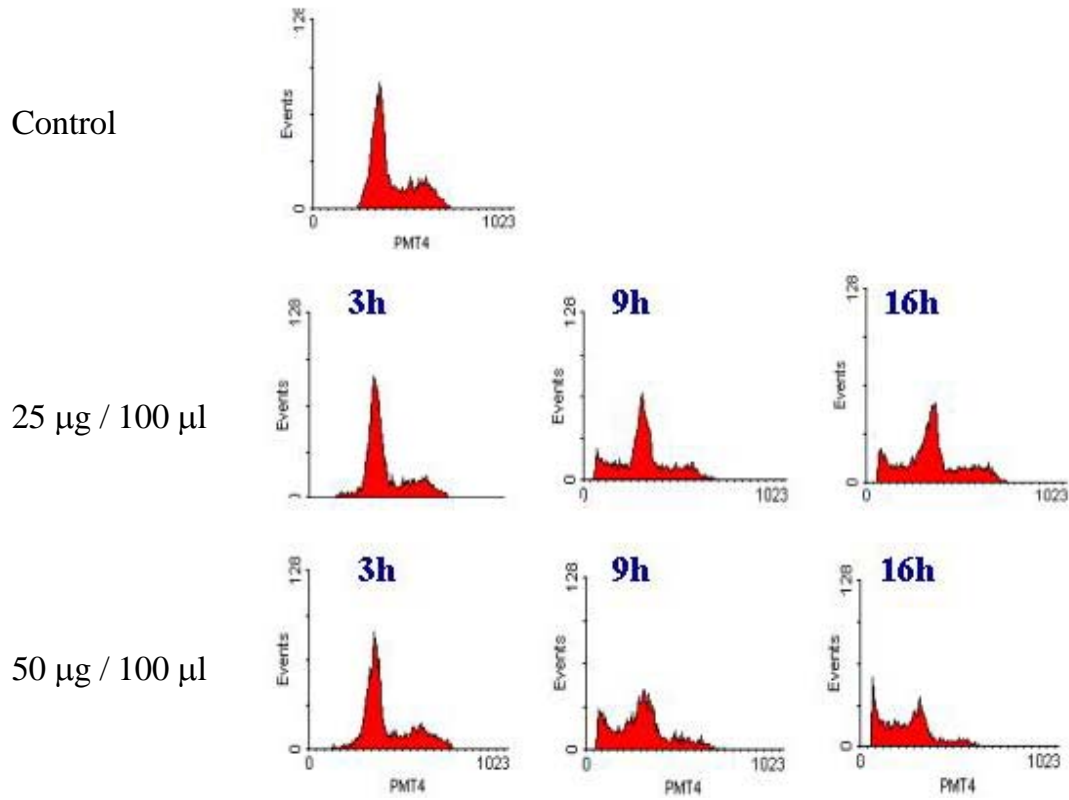 128
Events
0
0 1023
PMT4
Control
3h
128
Events
0
9h
128
Events
0
0 1023
16h
128
Events
0
0 1023
25 µg / 100 µl
3h
128
Events
0
0 1023
PMT4
9h
128
Events
0
0 1023
PMT4
16h
128
Events
0
0 1023
PMT4
50 µg / 100 µl